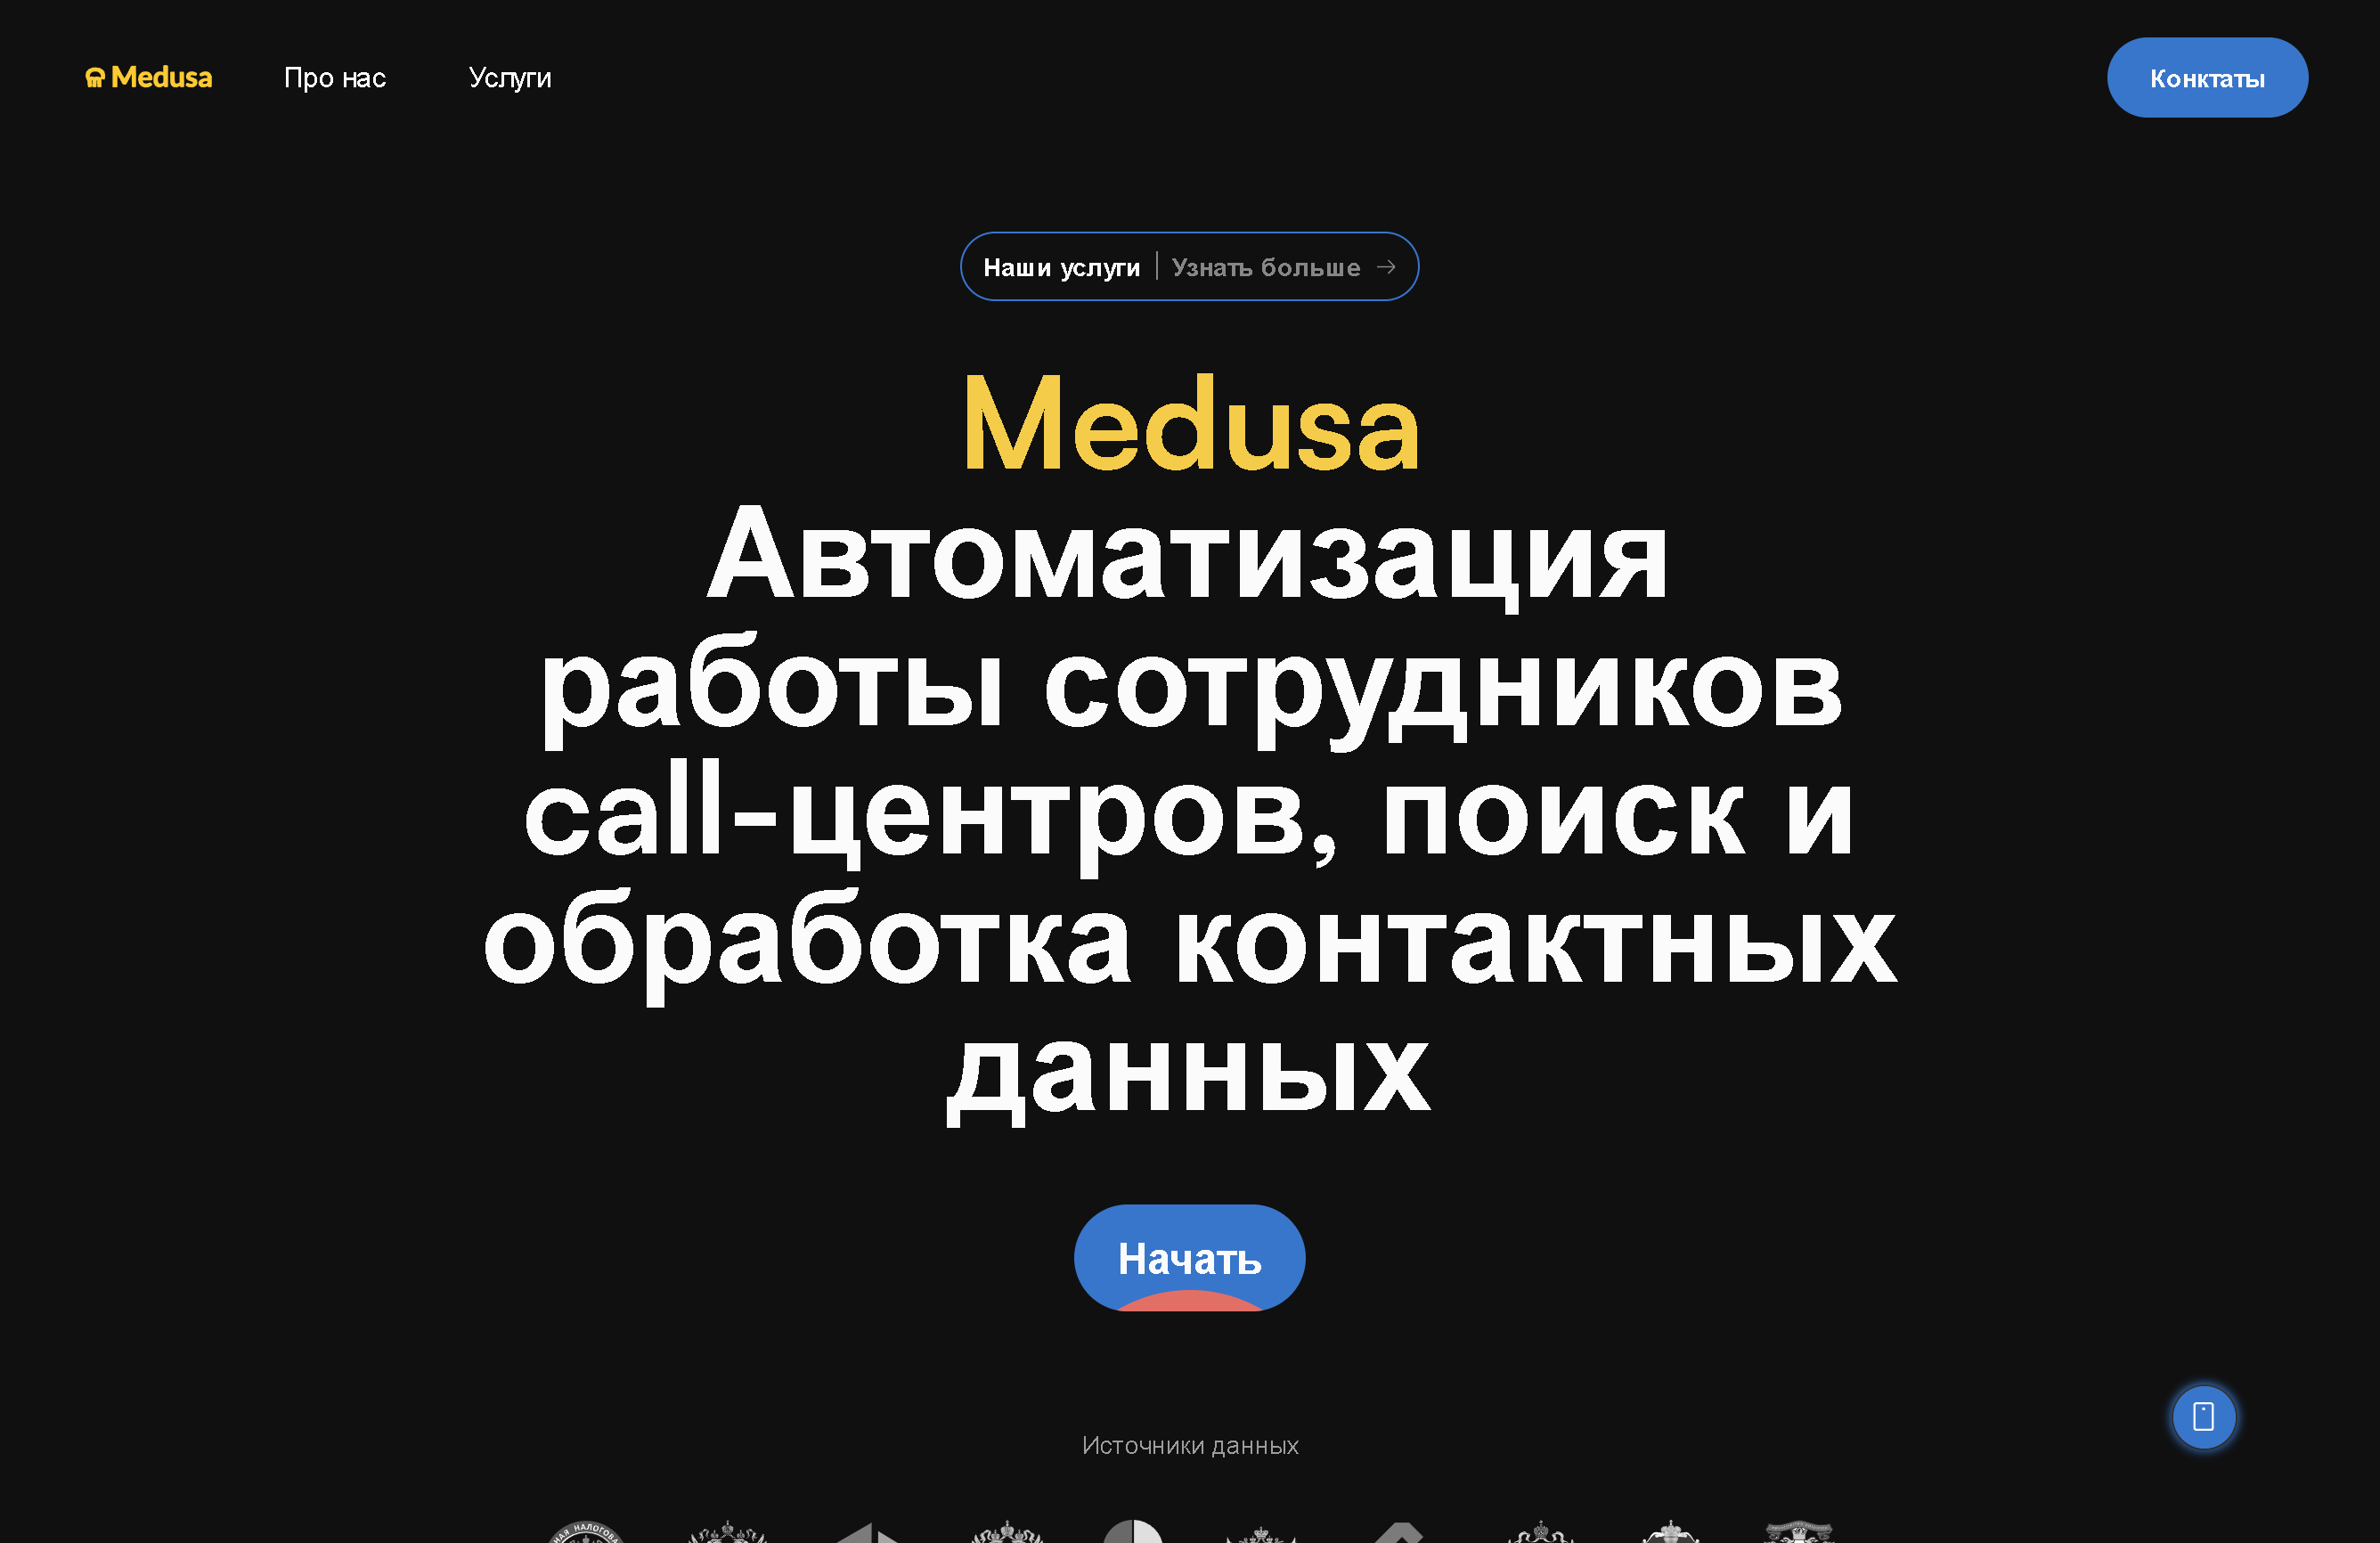 Medusa
Про нас
Услуги
Конктаты
Наши услуги | Узнать больше →
Medusa
Автоматизация
работы сотрудников
call-центров, поиск и
обработка контактных
данных
Начать
Источники данных